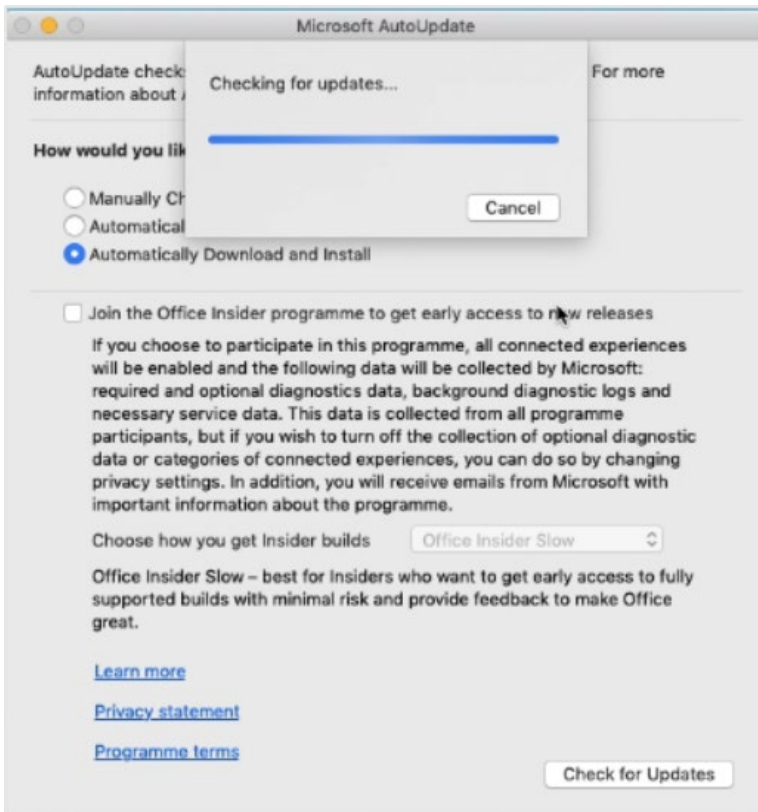 Microsoft AutoUpdate
AutoUpdate check
For more
information about
Checking for updates...
Cancel
How would you lik
Manually Ch
Automatical
Automatically Download and Install
Join the Office Insider programme to get early access to new releases
If you choose to participate in this programme, all connected experiences
will be enabled and the following data will be collected by Microsoft:
required and optional diagnostics data, background diagnostic logs and
necessary service data. This data is collected from all programme
participants, but if you wish to turn off the collection of optional diagnostic
data or categories of connected experiences, you can do so by changing
privacy settings. In addition, you will receive emails from Microsoft with
important information about the programme.
Choose how you get Insider builds Office Insider Slow
Office Insider Slow – best for Insiders who want to get early access to fully
supported builds with minimal risk and provide feedback to make Office
great.
Learn more
Privacy statement
Programme terms
Check for Updates